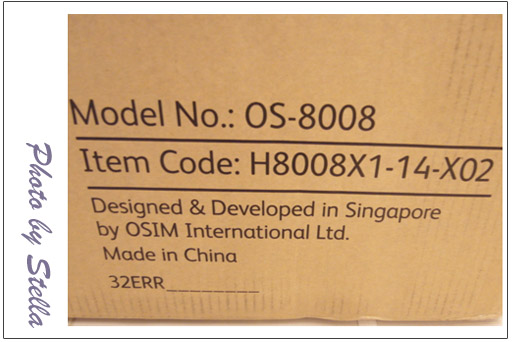 Model No.: OS-8008
Item Code: H8008X1-14-X02
Designed & Developed in Singapore
by OSIM International Ltd.
Made in China
32ERR__________
Photo by Stella